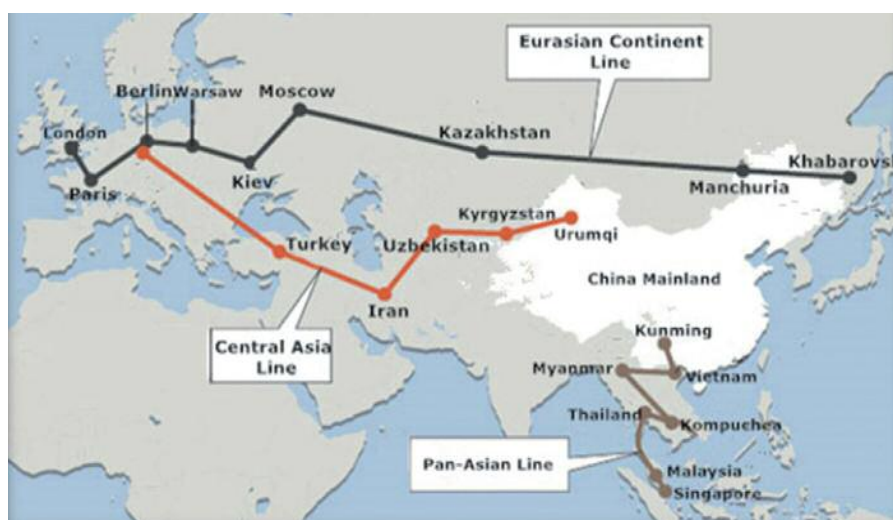 Eurasian Continent
Line
Berlin
Warsaw
Moscow
London
Kazakhstan
Khabarovsk
Paris
Kiev
Manchuria
Kyrgyzstan
Turkey
Uzbekistan
Urumqi
China Mainland
Iran
Kunming
Central Asia
Line
Myanmar
Vietnam
Thailand
Kompuchea
Pan-Asian Line
Malaysia
Singapore